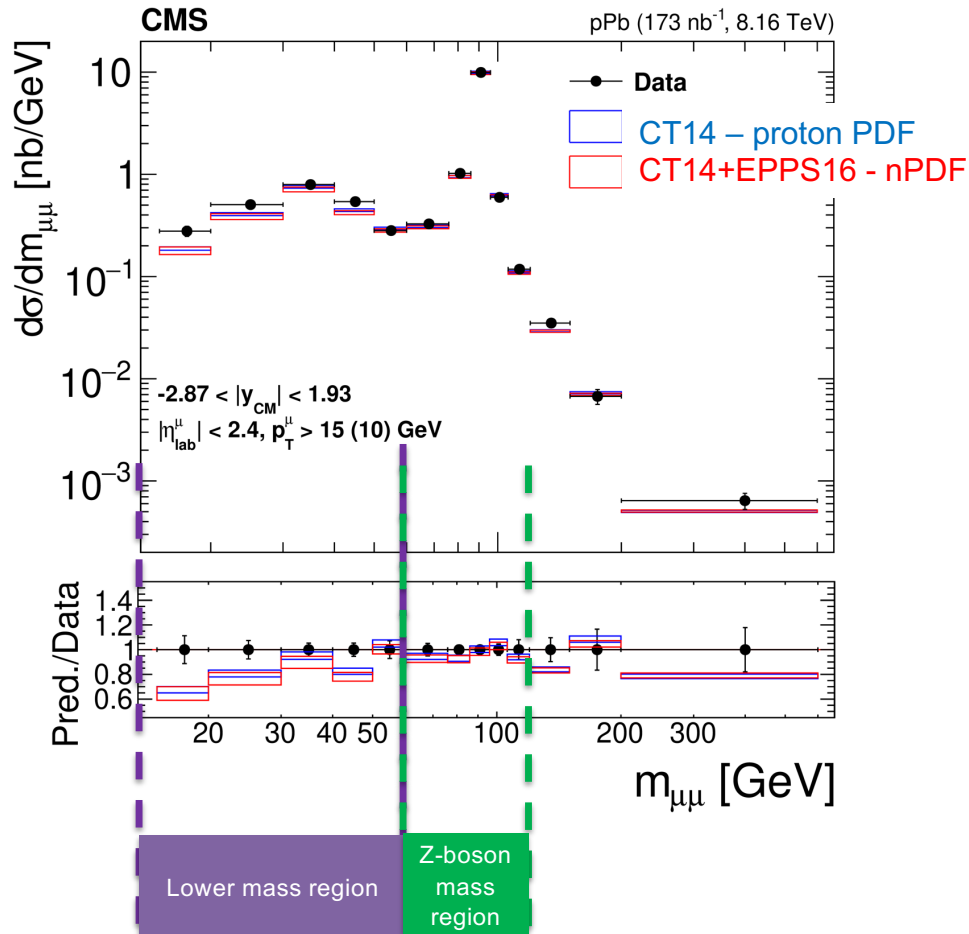 CMS
pPb (173 nb⁻¹, 8.16 TeV)
dσ/dm_μμ [nb/GeV]
10
1
10⁻¹
10⁻²
10⁻³
Data
CT14 – proton PDF
CT14+EPPS16 - nPDF
-2.87 < |y_CM| < 1.93
|η^μ_lab| < 2.4, p^μ_T > 15 (10) GeV
Pred./Data
1.4
1.2
1
0.8
0.6
20
30
40
50
100
200
300
m_μμ [GeV]
Lower mass region
Z-boson
mass
region